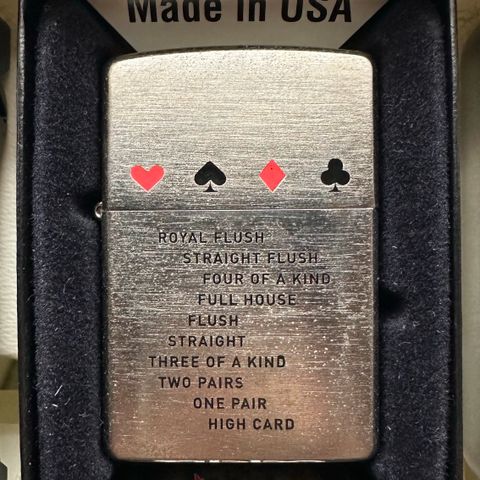 Made in USA
ROYAL FLUSH
STRAIGHT FLUSH
FOUR OF A KIND
FULL HOUSE
FLUSH
STRAIGHT
THREE OF A KIND
TWO PAIRS
ONE PAIR
HIGH CARD